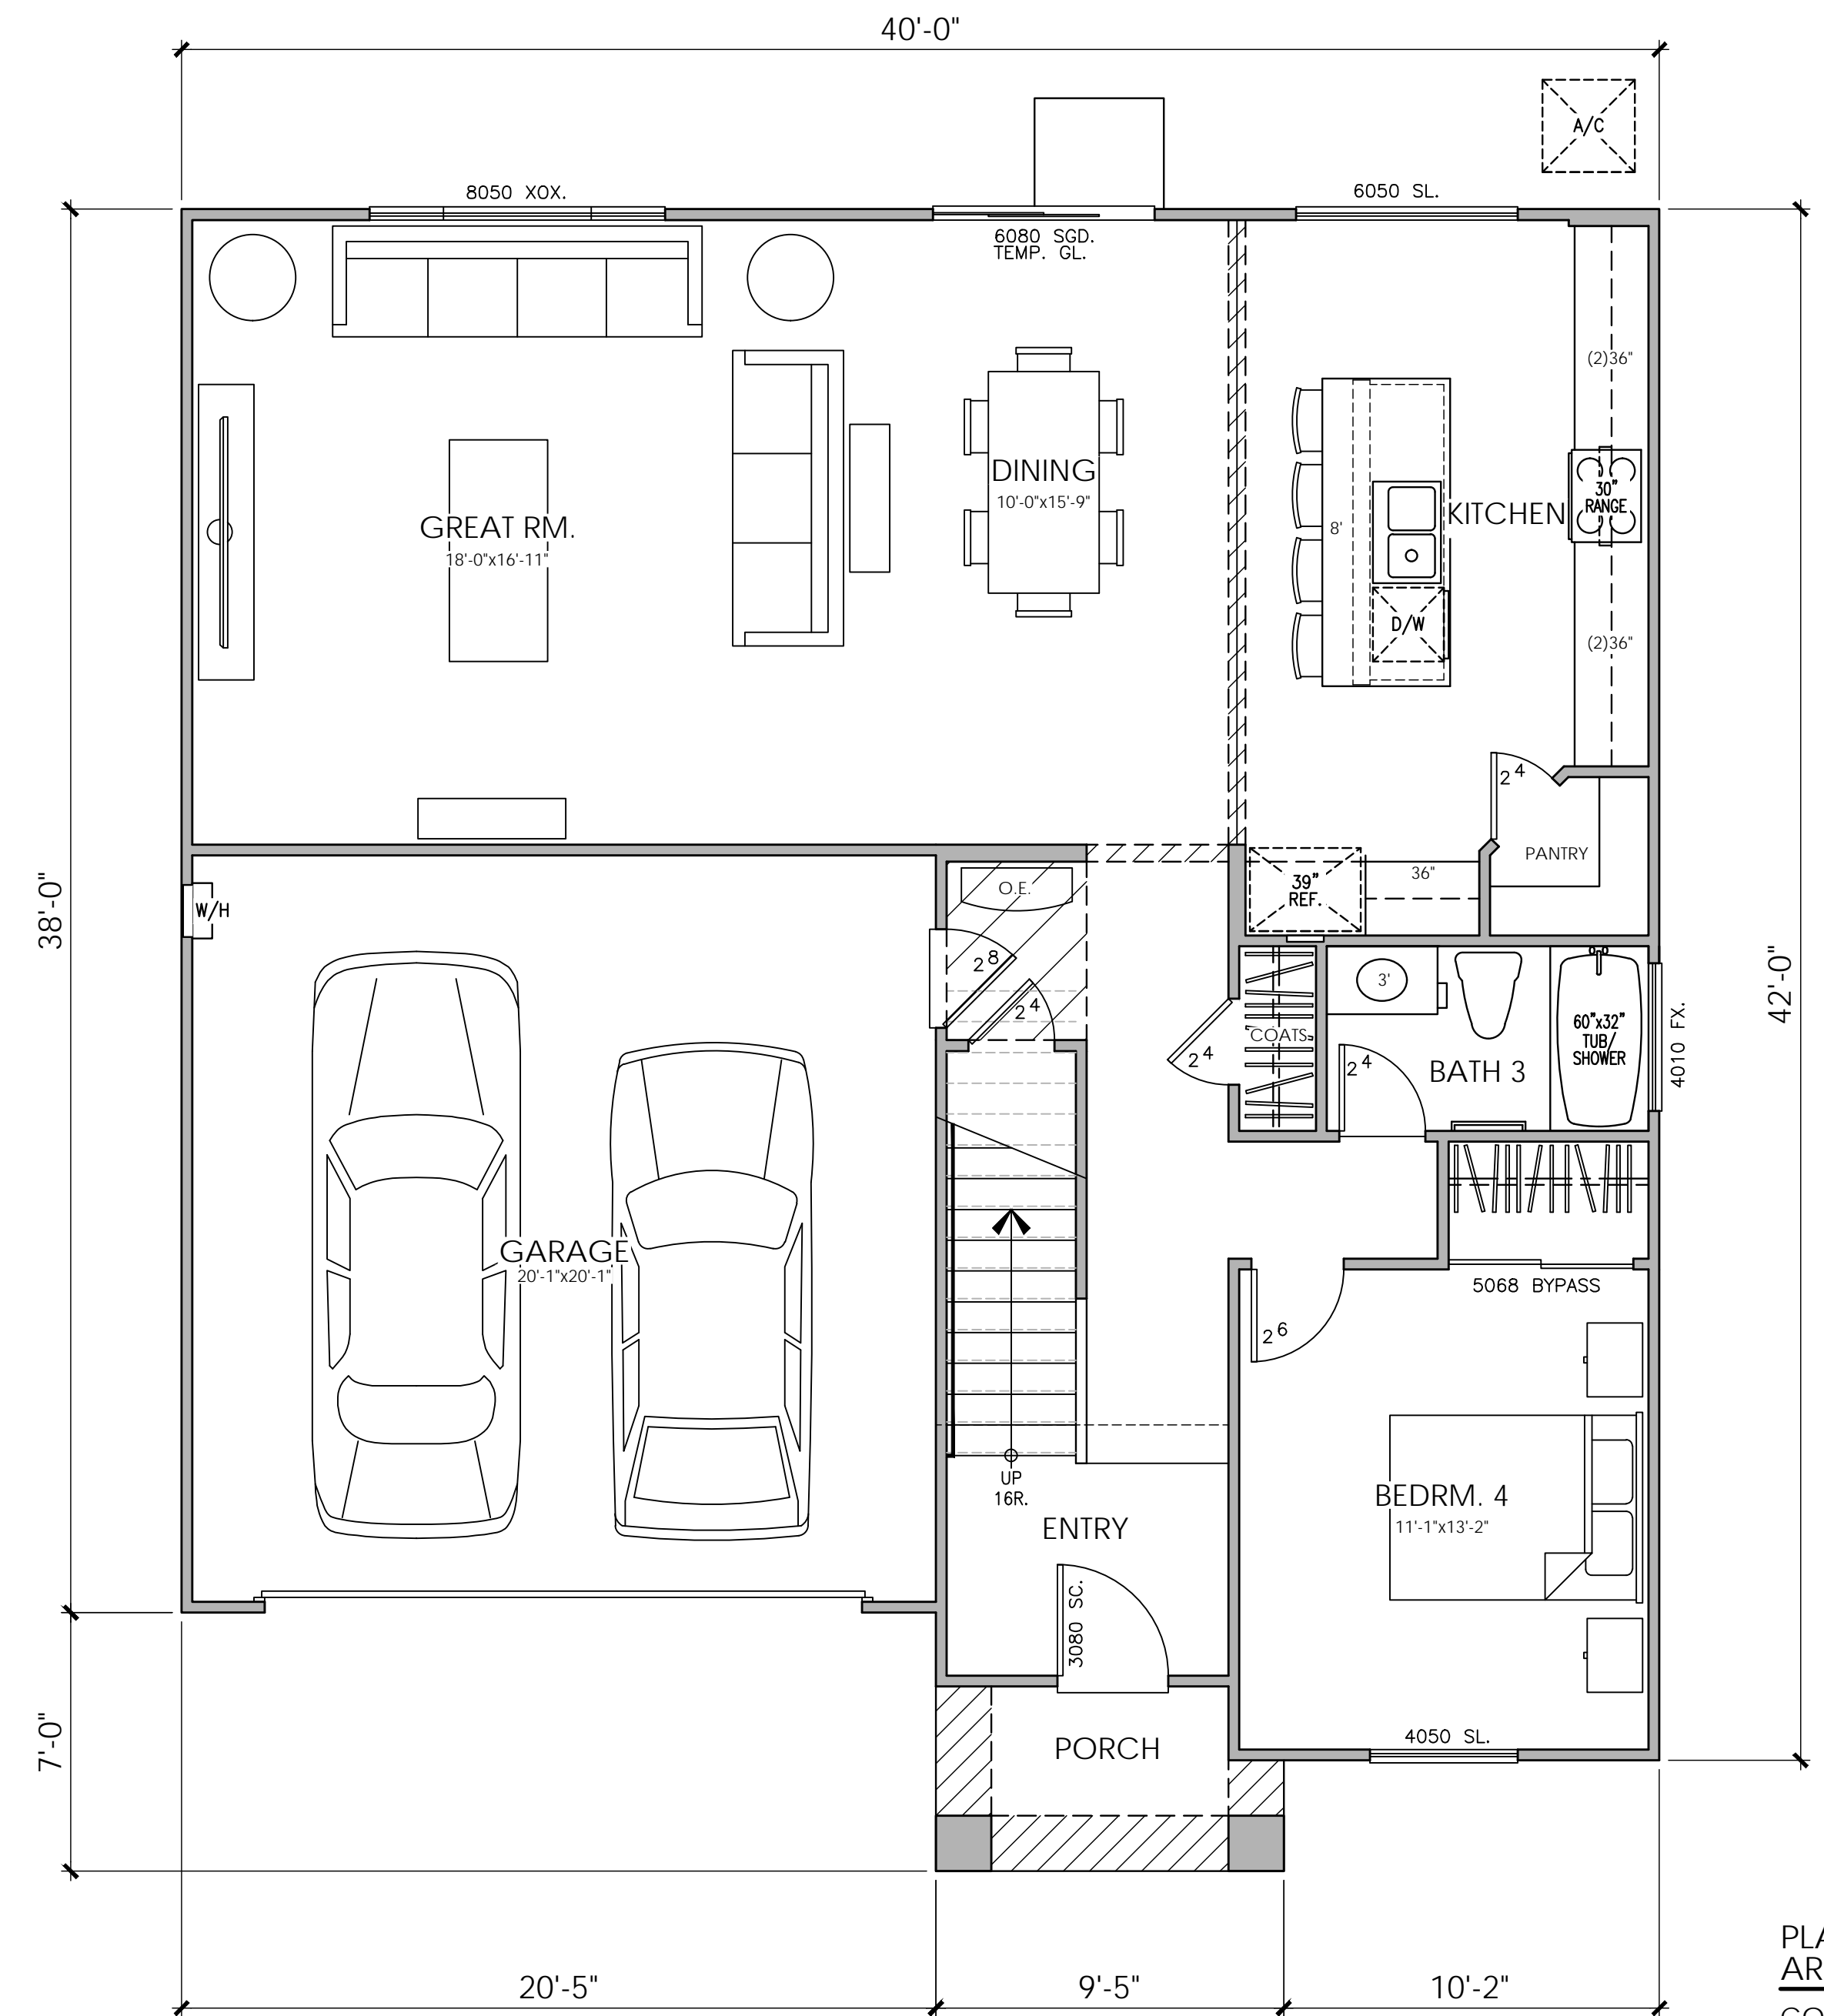 40'-0"
A/C
8050 XOX.
6050 SL.
6080 SGD.
TEMP. GL.
(2)36"
DINING
10'-0"x15'-9"
GREAT RM.
18'-0"x16'-11"
8'
KITCHEN
30"
RANGE
D/W
(2)36"
2 4
PANTRY
36"
39"
REF.
O.E.
W/H
38'-0"
42'-0"
2 8
2 4
2 4
COATS
3'
2 4
BATH 3
60"x32"
TUB/
SHOWER
4010 FX.
GARAGE
20'-1"x20'-1"
5068 BYPASS
2 6
UP
16R.
ENTRY
3080 SC.
BEDRM. 4
11'-1"x13'-2"
4050 SL.
PORCH
7'-0"
20'-5"
9'-5"
10'-2"